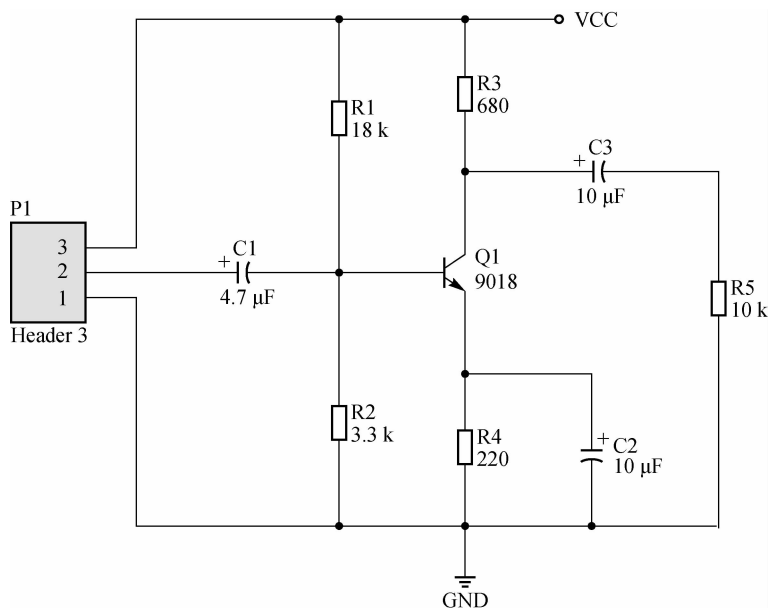 VCC
R3
680
R1
18 k
C3
+
10 μF
P1
3
2
1
Header 3
C1
+
4.7 μF
Q1
9018
R5
10 k
R2
3.3 k
R4
220
+
C2
10 μF
GND